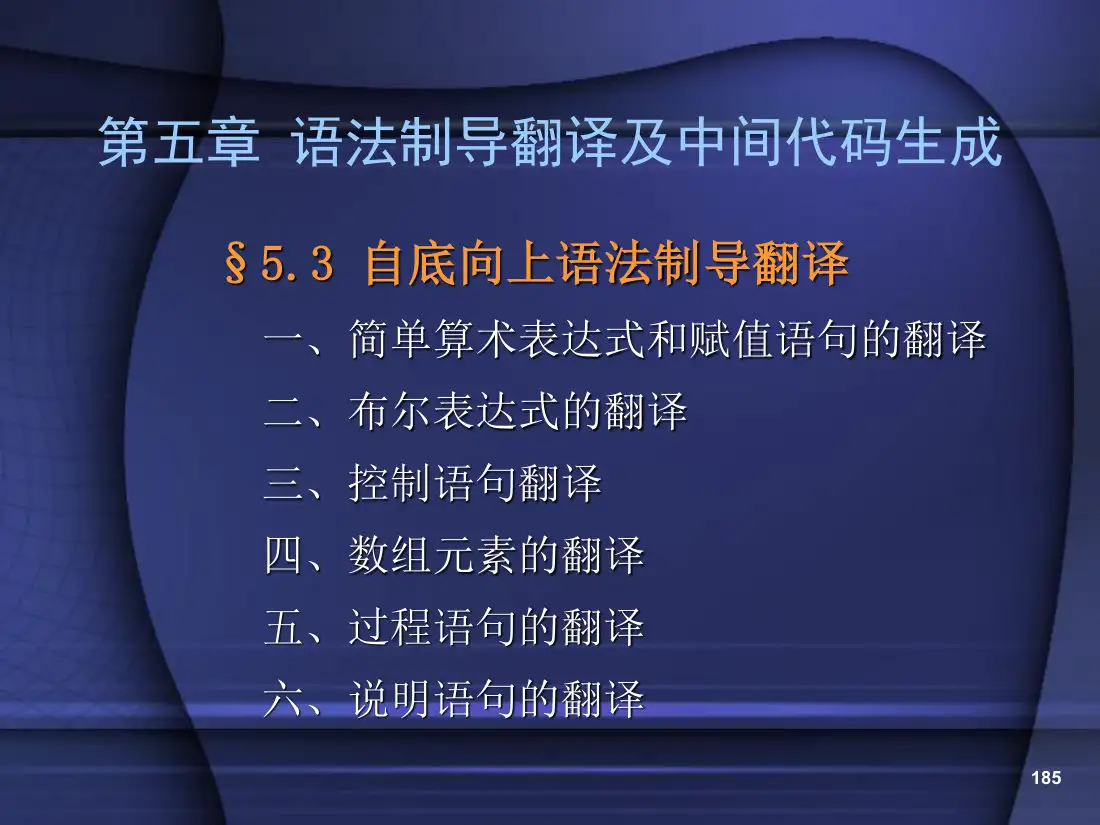 第五章 语法制导翻译及中间代码生成
§5.3 自底向上语法制导翻译
一、简单算术表达式和赋值语句的翻译
二、布尔表达式的翻译
三、控制语句翻译
四、数组元素的翻译
五、过程语句的翻译
六、说明语句的翻译
185